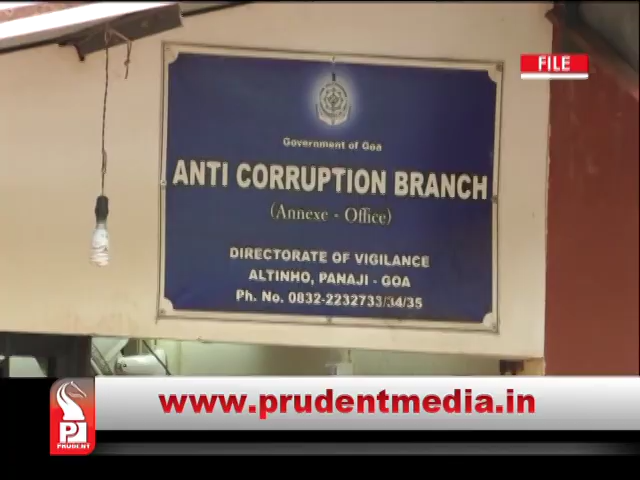 FILE
Government of Goa
ANTI CORRUPTION BRANCH
(Annexe - Office)
DIRECTORATE OF VIGILANCE
ALTINHO, PANAJI - GOA
Ph. No. 0832-2232733/34/35
www.prudentmedia.in
PRUDENT